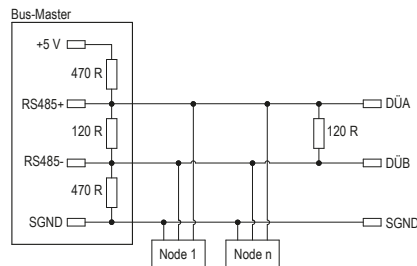 Bus-Master
+5 V
470 R
RS485+
DÜA
120 R
120 R
RS485-
DÜB
470 R
SGND
SGND
Node 1
Node n